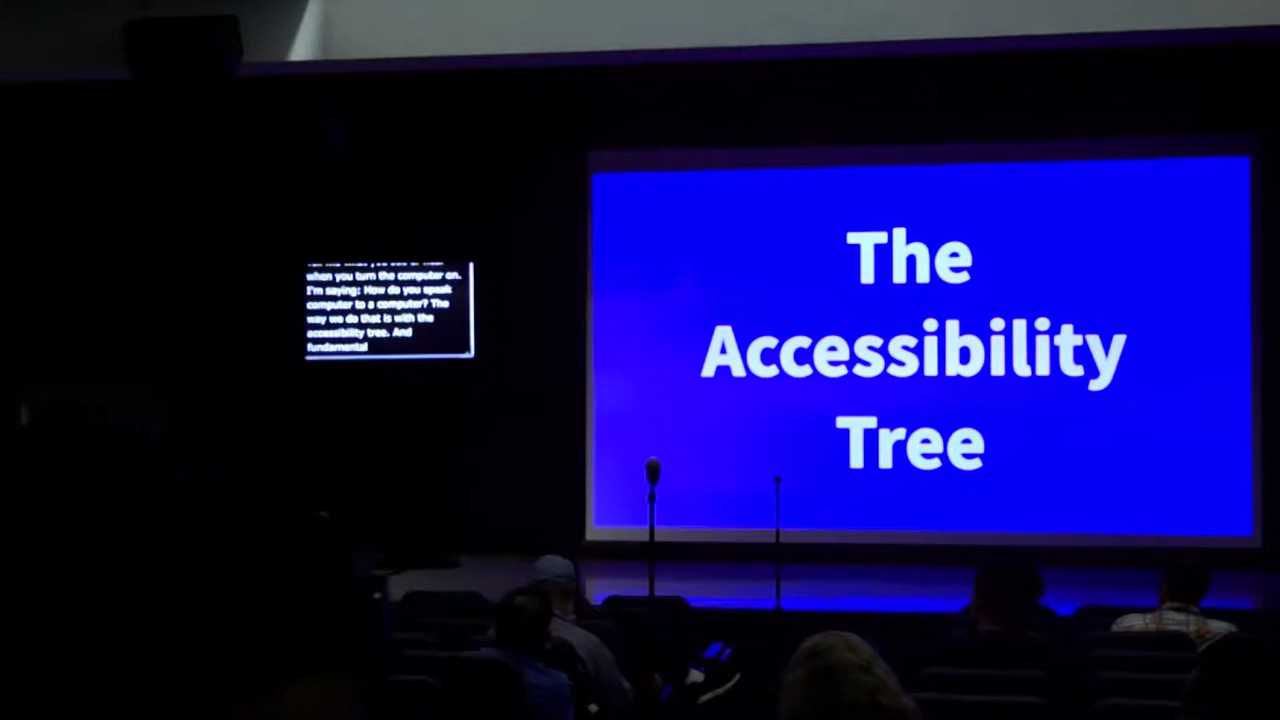 when you turn the computer on.
I'm saying: How do you speak
computer to a computer? The
way we do that is with the
accessibility tree. And
fundamental
The
Accessibility
Tree